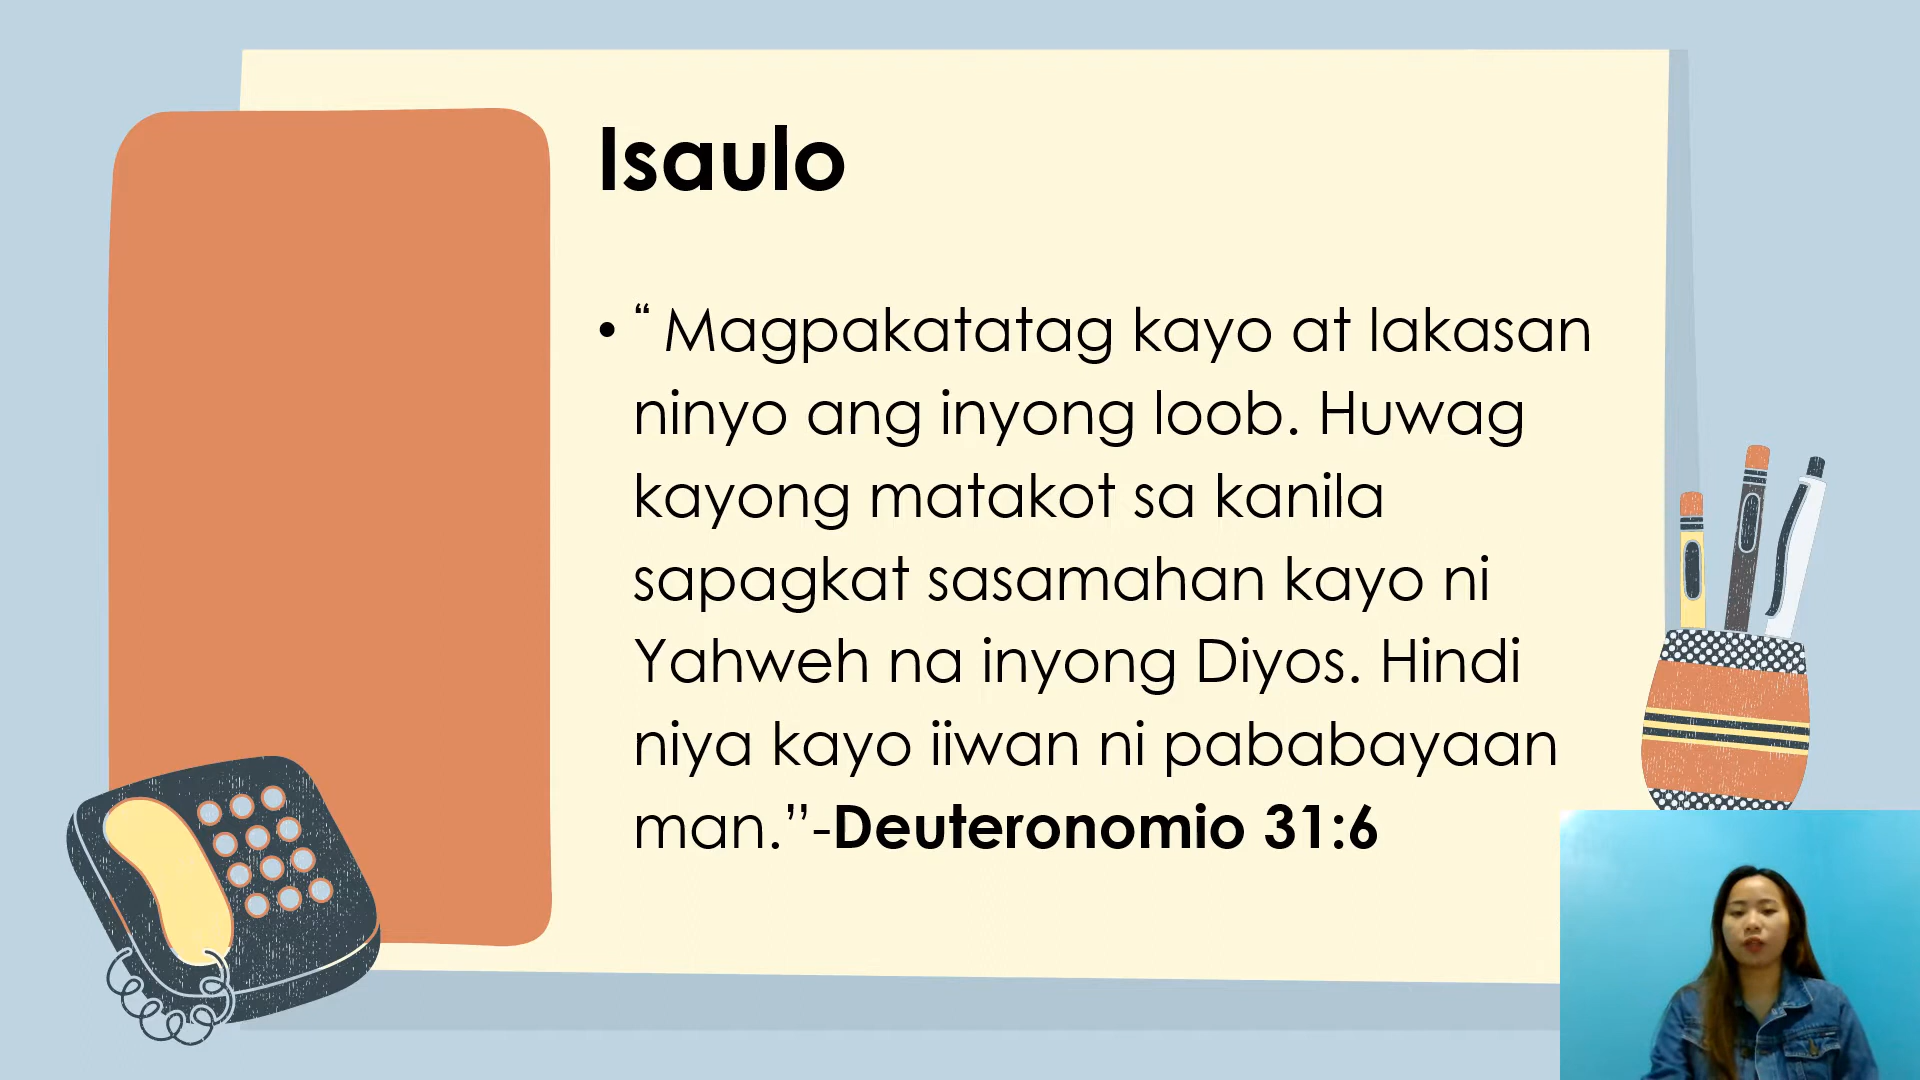 Isaulo
• “ Magpakatatag kayo at lakasan
ninyo ang inyong loob. Huwag
kayong matakot sa kanila
sapagkat sasamahan kayo ni
Yahweh na inyong Diyos. Hindi
niya kayo iiwan ni pababayaan
man.”-Deuteronomio 31:6